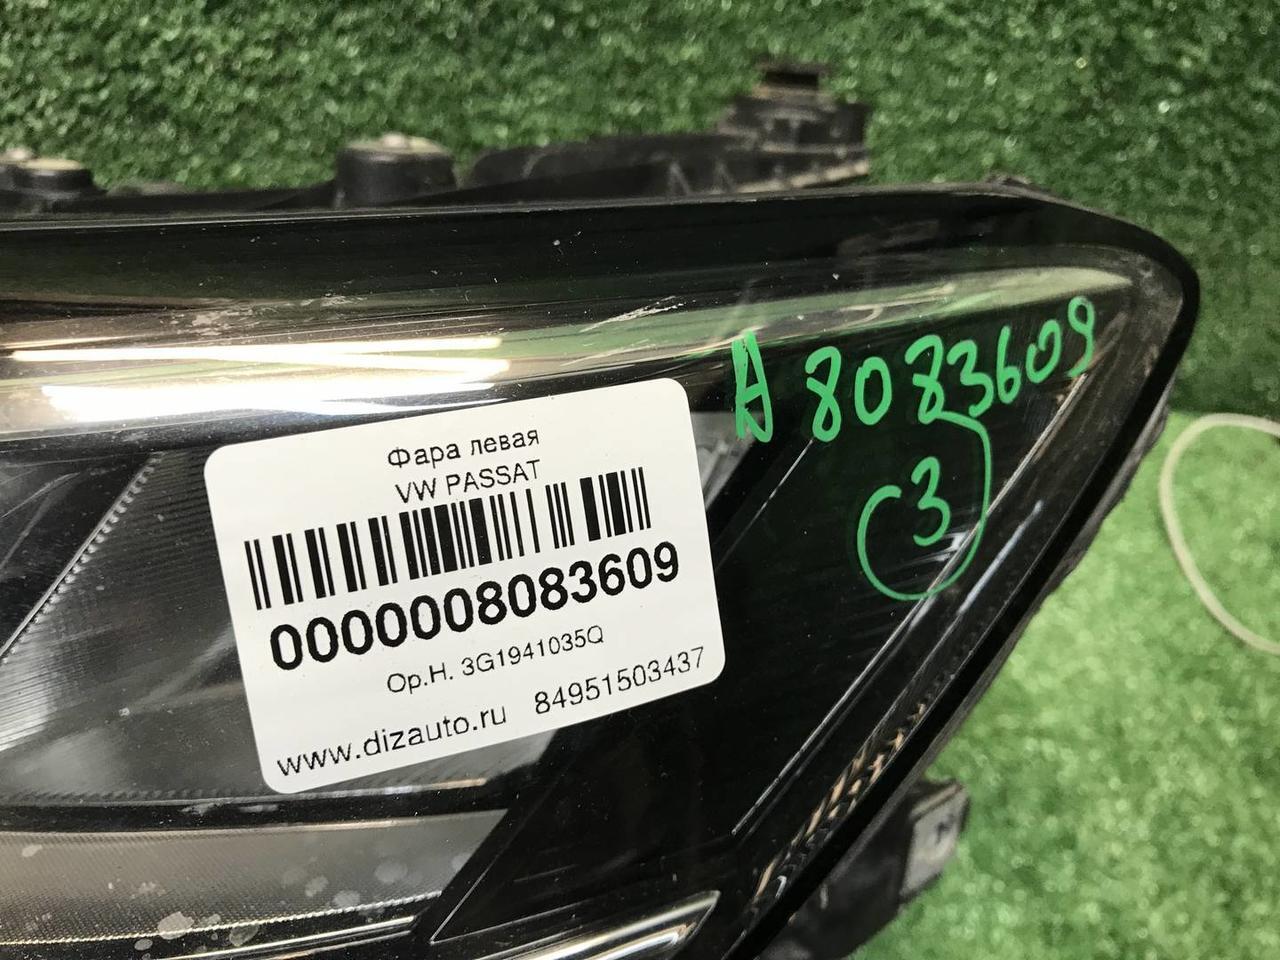 Фара левая
VW PASSAT
0000008083609
Ор.Н. 3G1941035Q
www.dizauto.ru 84951503437
A 8083609
3